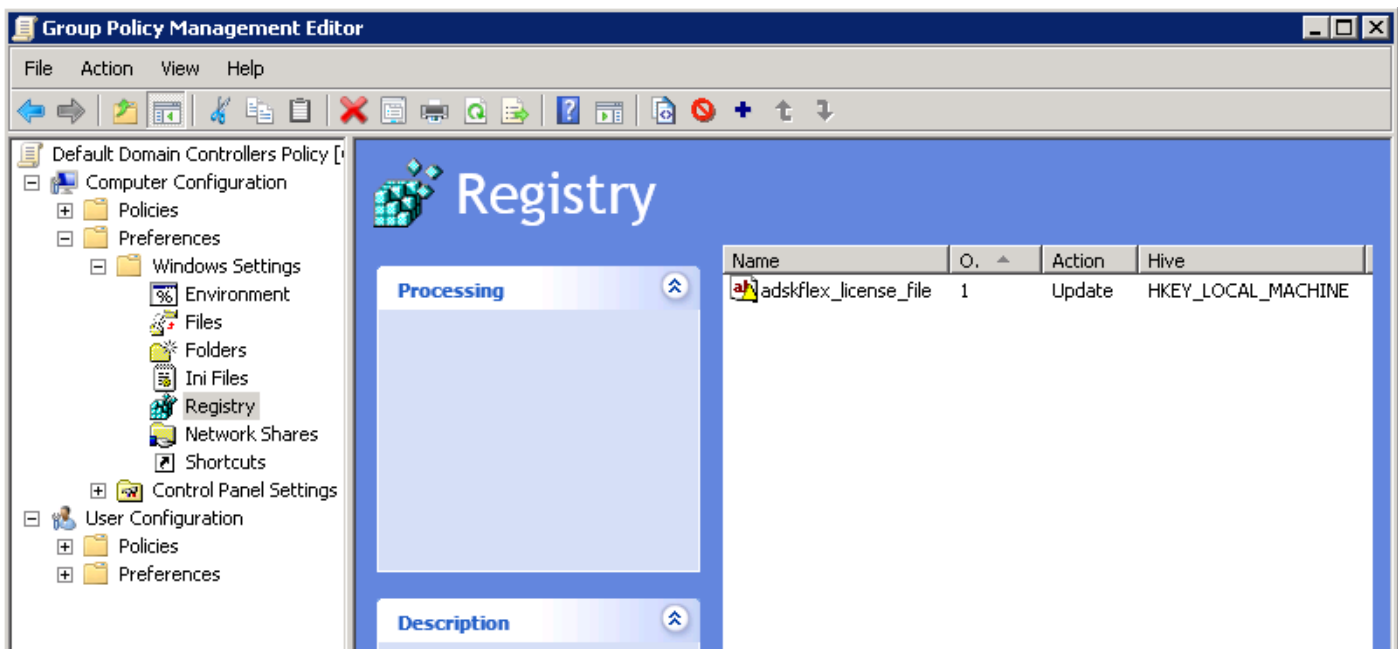 Group Policy Management Editor
File Action View Help
Default Domain Controllers Policy [
Computer Configuration
Policies
Preferences
Windows Settings
Environment
Files
Folders
Ini Files
Registry
Network Shares
Shortcuts
Control Panel Settings
User Configuration
Policies
Preferences
Registry
Processing
Description
Name O. Action Hive
adskflex_license_file 1 Update HKEY_LOCAL_MACHINE